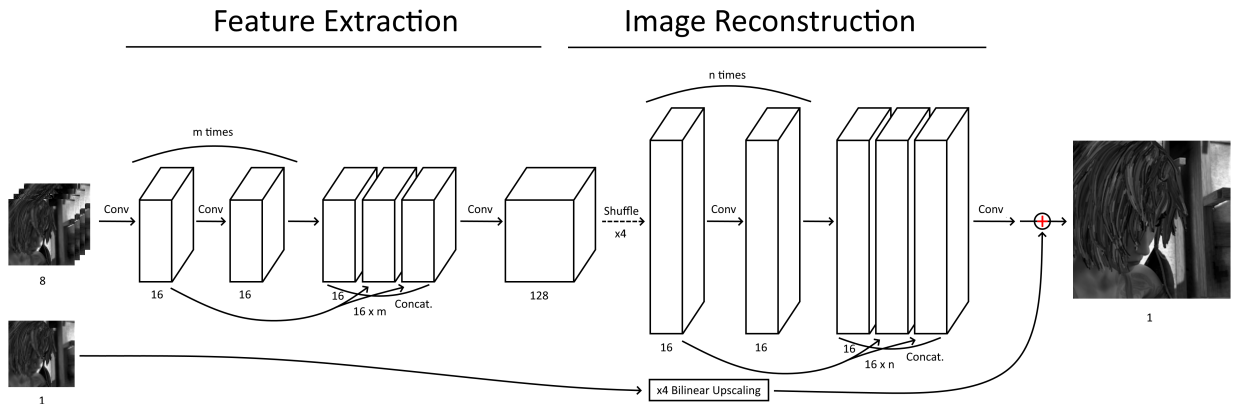 Feature Extraction
Image Reconstruction
n times
m times
Conv
Conv
Conv
Shuffle
x4
Conv
Conv
8
16
16
16
16 x m
Concat.
128
16
16
16
16 x n
Concat.
1
1
x4 Bilinear Upscaling